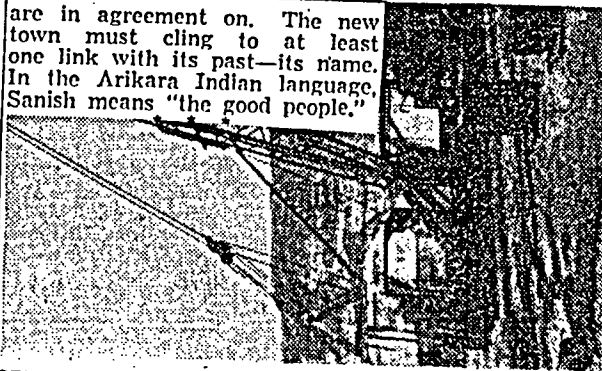 are in agreement on. The new
town must cling to at least
one link with its past—its name.
In the Arikara Indian language,
Sanish means "the good people."